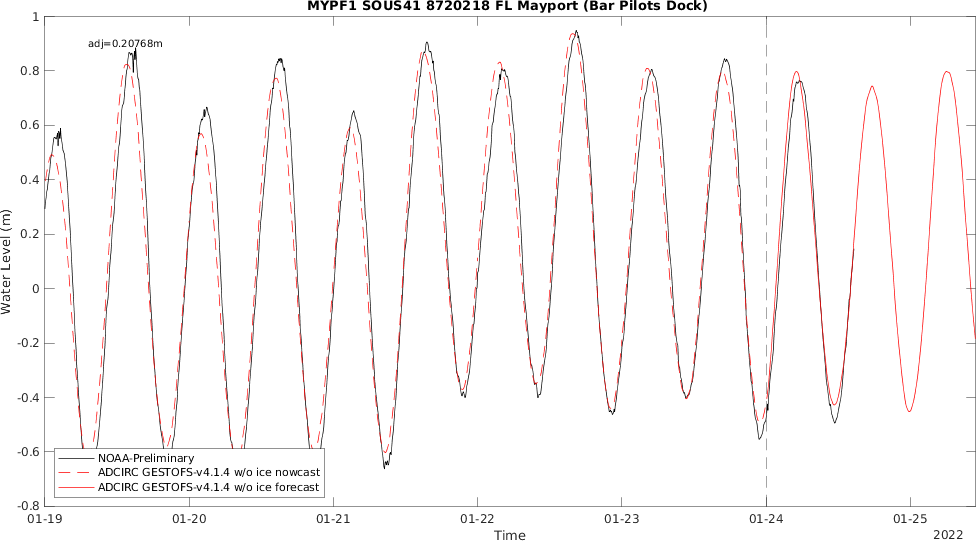 MYPF1 SOUS41 8720218 FL Mayport (Bar Pilots Dock)
adj=0.20768m
1
0.8
0.6
0.4
0.2
0
-0.2
-0.4
-0.6
-0.8
Water Level (m)
NOAA-Preliminary
ADCIRC GESTOFS-v4.1.4 w/o ice nowcast
ADCIRC GESTOFS-v4.1.4 w/o ice forecast
01-19 01-20 01-21 01-22 01-23 01-24 01-25
Time
2022